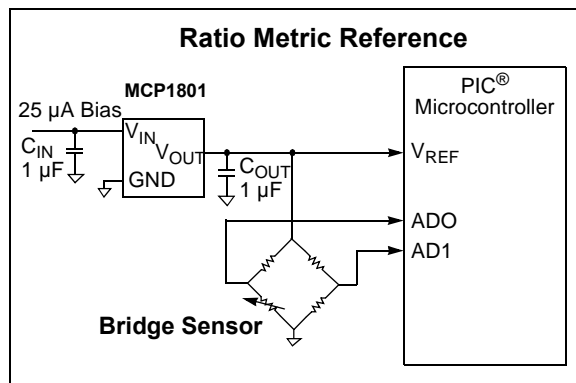 Ratio Metric Reference
MCP1801
PIC®
Microcontroller
25 µA Bias
VIN
VOUT
GND
CIN
1 µF
COUT
1 µF
VREF
ADO
AD1
Bridge Sensor